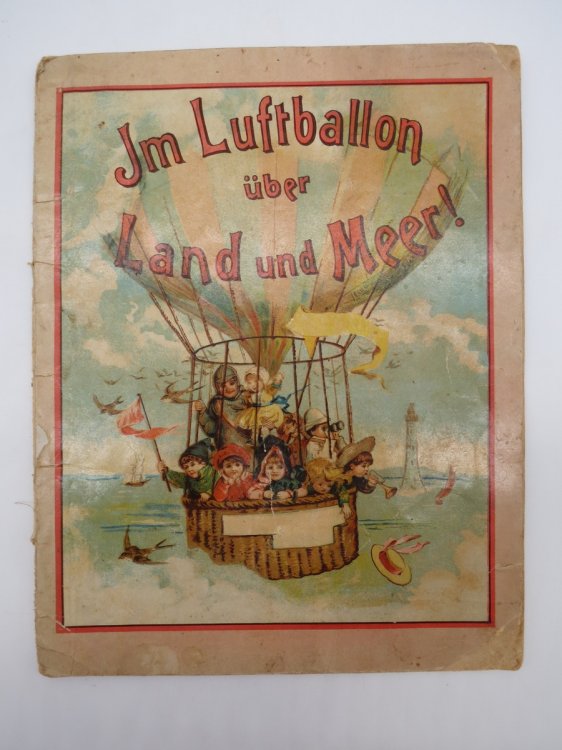 Jm Luftballon
über
Land und Meer!